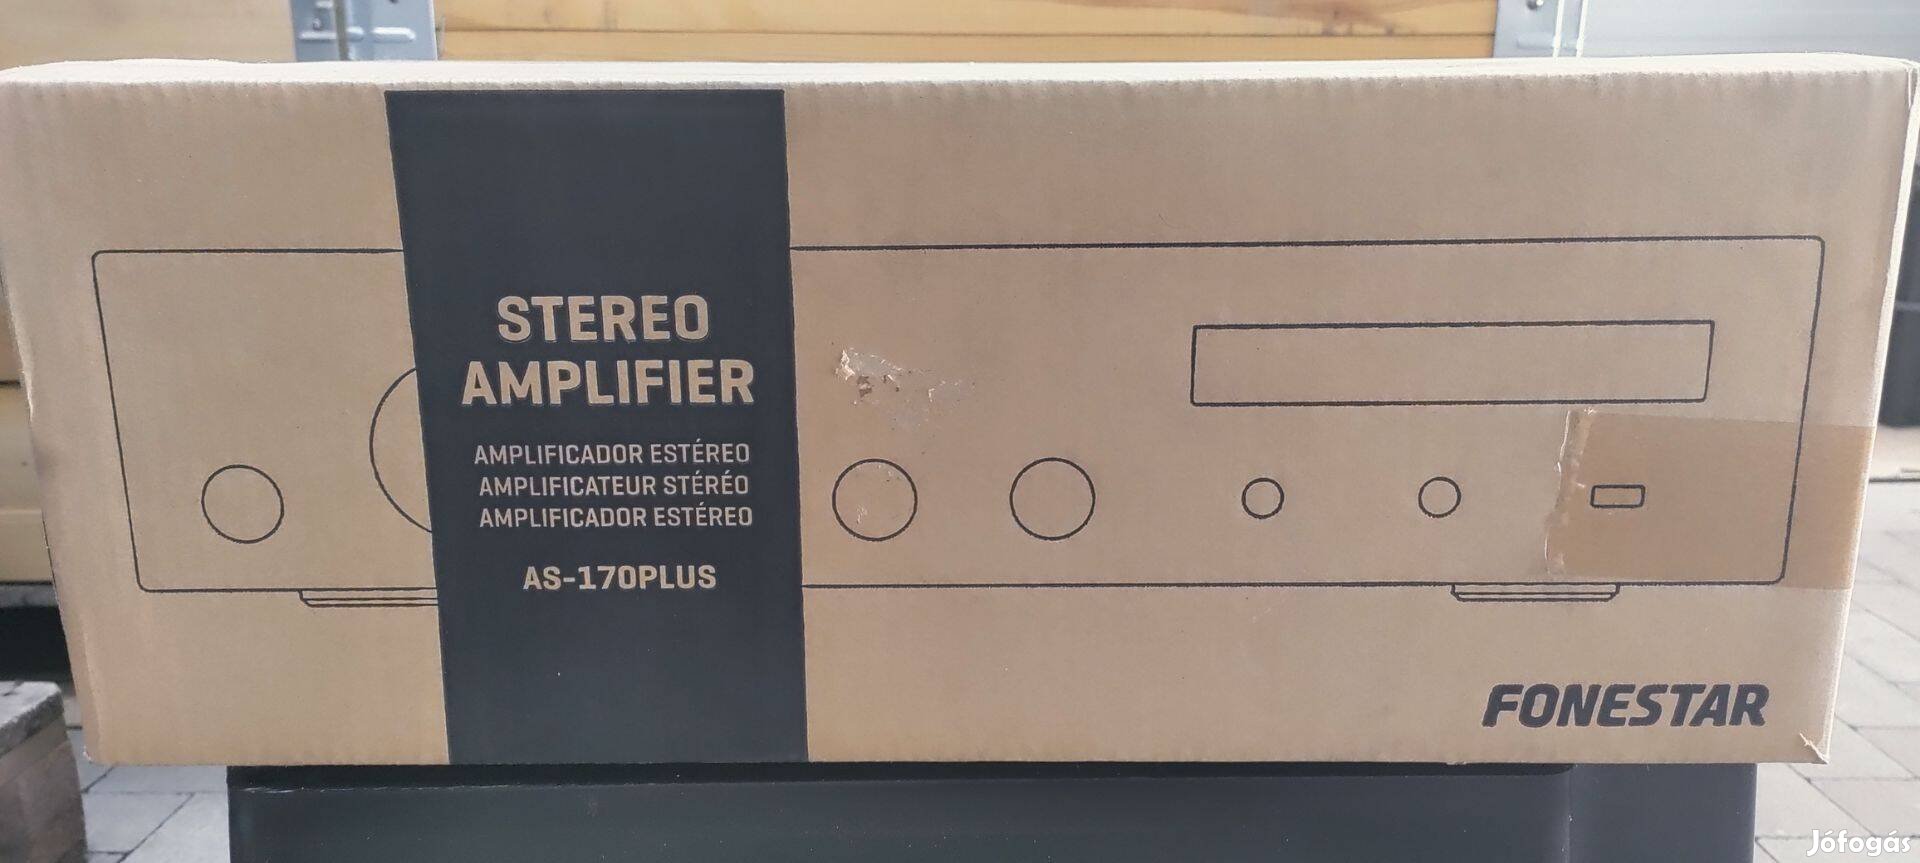 STEREO
AMPLIFIER
AMPLIFICADOR ESTÉREO
AMPLIFICATEUR STÉRÉO
AMPLIFICADOR ESTÉREO
AS-170PLUS
FONESTAR
Jófogás